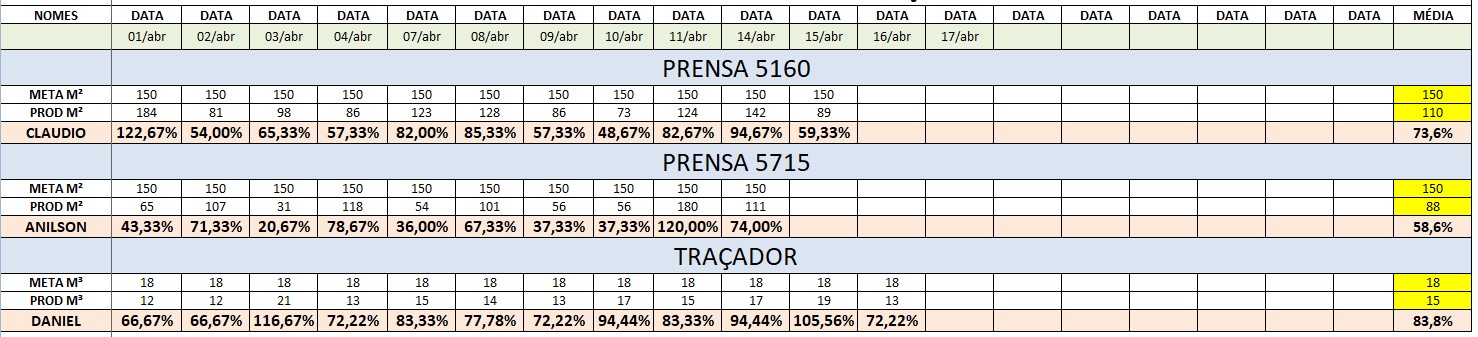 NOMES DATA DATA DATA DATA DATA DATA DATA DATA DATA DATA DATA DATA DATA DATA DATA DATA DATA DATA DATA MÉDIA
01/abr 02/abr 03/abr 04/abr 07/abr 08/abr 09/abr 10/abr 11/abr 14/abr 15/abr 16/abr 17/abr
PRENSA 5160
META M² 150 150 150 150 150 150 150 150 150 150 150 150
PROD M² 184 81 98 86 123 128 86 73 124 142 89 110
CLAUDIO 122,67% 54,00% 65,33% 57,33% 82,00% 85,33% 57,33% 48,67% 82,67% 94,67% 59,33% 73,6%
PRENSA 5715
META M² 150 150 150 150 150 150 150 150 150 150 150
PROD M² 65 107 31 118 54 101 56 56 180 111 88
ANILSON 43,33% 71,33% 20,67% 78,67% 36,00% 67,33% 37,33% 37,33% 120,00% 74,00% 58,6%
TRAÇADOR
META M³ 18 18 18 18 18 18 18 18 18 18 18 18 18
PROD M³ 12 12 21 13 15 14 13 17 15 17 19 13 15
DANIEL 66,67% 66,67% 116,67% 72,22% 83,33% 77,78% 72,22% 94,44% 83,33% 94,44% 105,56% 72,22% 83,8%